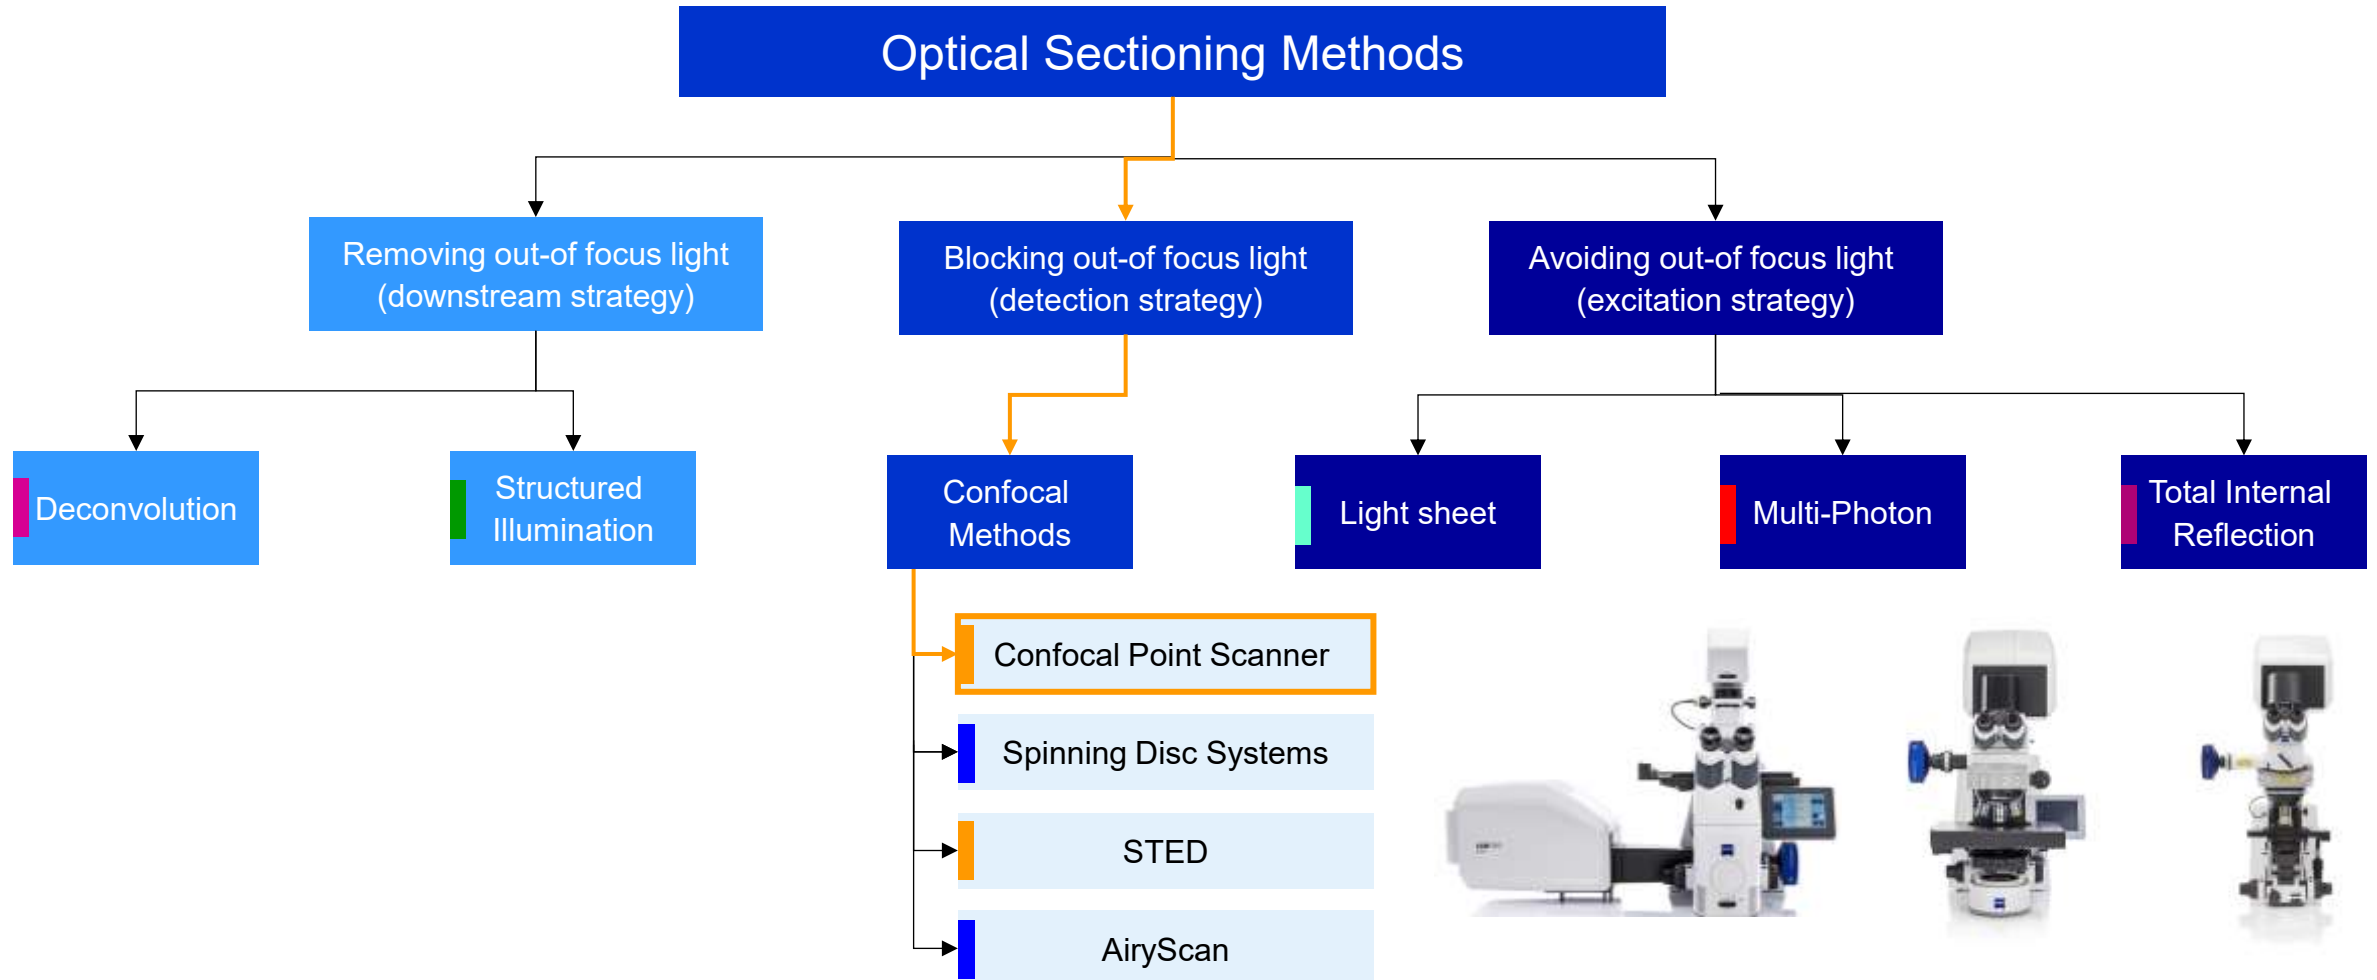 Optical Sectioning Methods
Removing out-of focus light
(downstream strategy)
Blocking out-of focus light
(detection strategy)
Avoiding out-of focus light
(excitation strategy)
Deconvolution
Structured
Illumination
Confocal
Methods
Light sheet
Multi-Photon
Total Internal
Reflection
Confocal Point Scanner
Spinning Disc Systems
STED
AiryScan